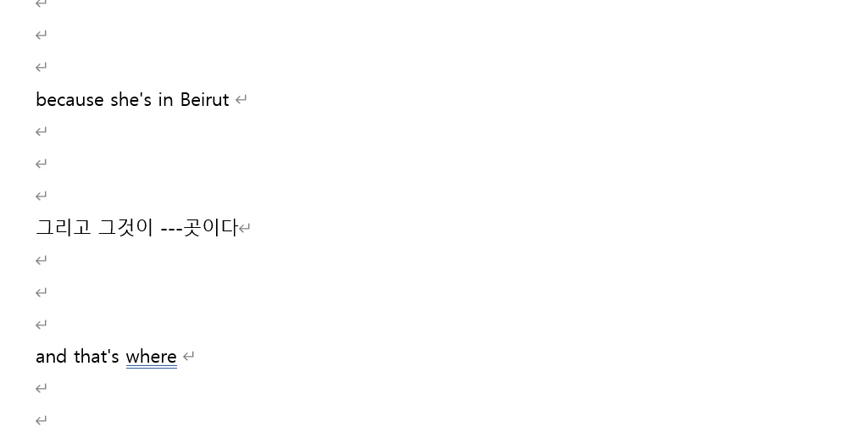 because she's in Beirut
그리고 그것이 ---곳이다
and that's where